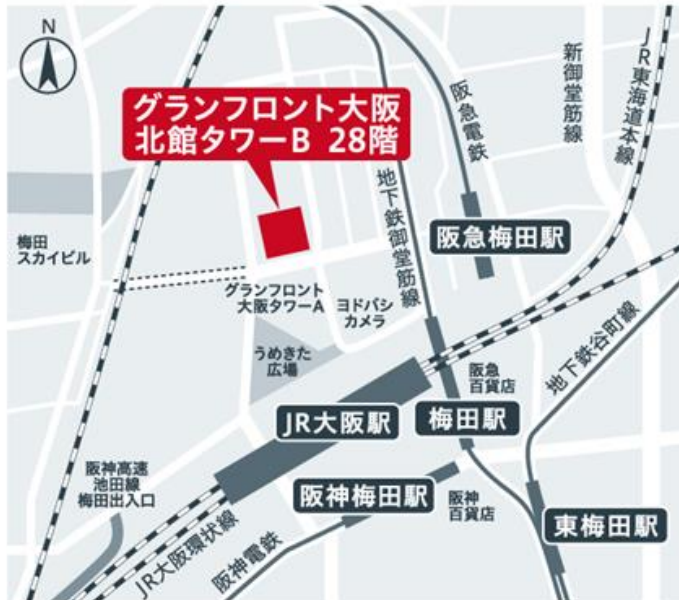 N
グランフロント大阪
北館タワーB 28階
新御堂筋線
JR東海道本線
阪急電鉄
地下鉄御堂筋線
阪急梅田駅
梅田
スカイビル
グランフロント
大阪タワーA
ヨドバシ
カメラ
うめきた
広場
地下鉄谷町線
阪急
百貨店
JR大阪駅
梅田駅
阪神高速
池田線
梅田出入口
阪神梅田駅
阪神
百貨店
東梅田駅
JR大阪環状線
阪神電鉄